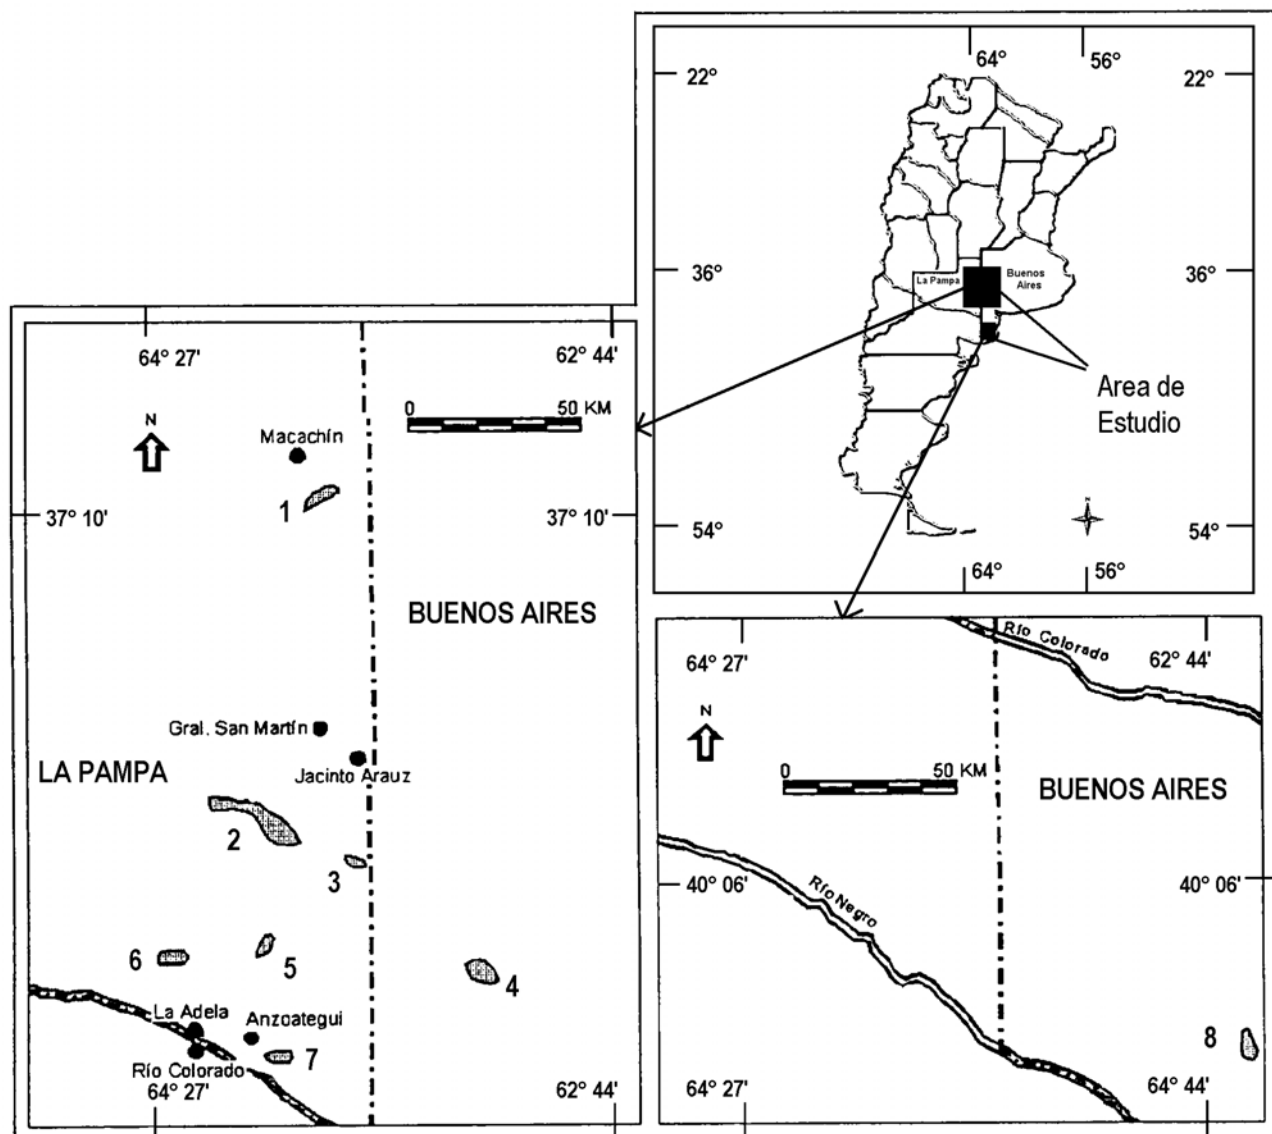 64°
56°
22°
22°
36°
36°
La Pampa
Buenos
Aires
Area de
Estudio
54°
54°
N
64°
56°
64° 27'
62° 44'
N
0
50 KM
Macachín
1
37° 10'
37° 10'
BUENOS AIRES
Gral. San Martín
LA PAMPA
Jacinto Arauz
2
3
6
5
4
La Adela
Anzoategui
7
Río Colorado
64° 27'
62° 44'
Río Colorado
64° 27'
62° 44'
N
0
50 KM
BUENOS AIRES
40° 06'
40° 06'
Río Negro
8
64° 27'
64° 44'